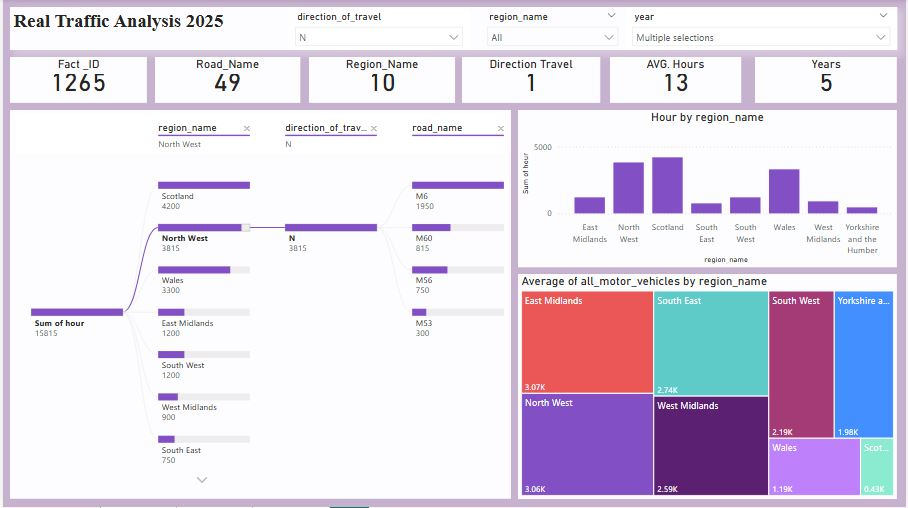 Real Traffic Analysis 2025
direction_of_travel
N
region_name
All
year
Multiple selections
Fact _ID
1265
Road_Name
49
Region_Name
10
Direction Travel
1
AVG. Hours
13
Years
5
region_name
North West
direction_of_trav...
N
road_name
Sum of hour
15815
Scotland
4200
North West
3815
Wales
3300
East Midlands
1200
South West
1200
West Midlands
900
South East
750
N
3815
M6
1950
M60
815
M56
750
M53
300
Hour by region_name
Sum of hour
5000
0
East Midlands
North West
Scotland
South East
South West
Wales
West Midlands
Yorkshire and the Humber
region_name
Average of all_motor_vehicles by region_name
East Midlands
3.07K
North West
3.06K
South East
2.74K
West Midlands
2.59K
South West
2.19K
Yorkshire a...
1.98K
Wales
1.19K
Scot...
0.43K